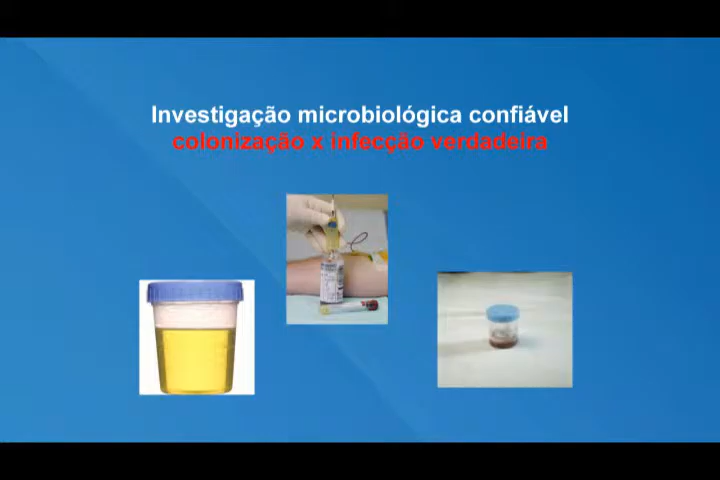 Investigação microbiológica confiável
colonização x infecção verdadeira